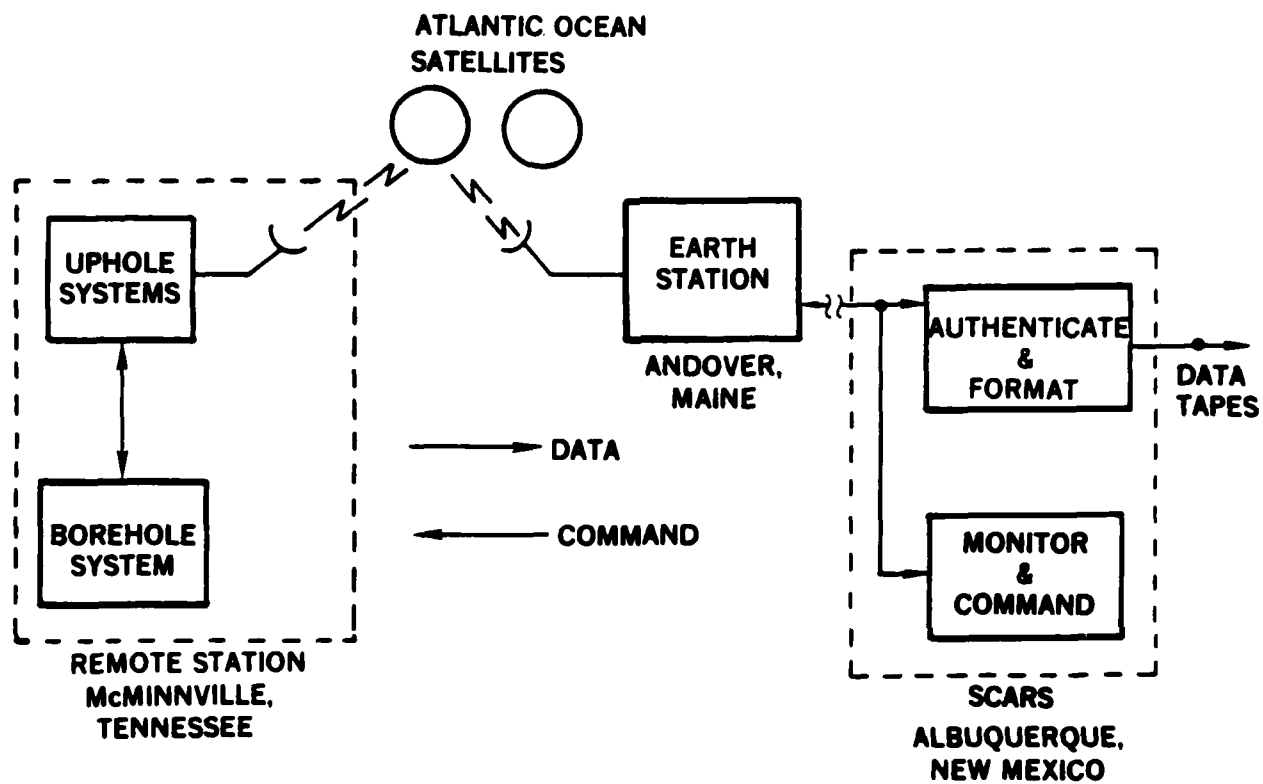 ATLANTIC OCEAN
SATELLITES
UPHOLE
SYSTEMS
BOREHOLE
SYSTEM
REMOTE STATION
McMINNVILLE,
TENNESSEE
EARTH
STATION
ANDOVER,
MAINE
DATA
COMMAND
AUTHENTICATE
&
FORMAT
DATA
TAPES
MONITOR
&
COMMAND
SCARS
ALBUQUERQUE,
NEW MEXICO